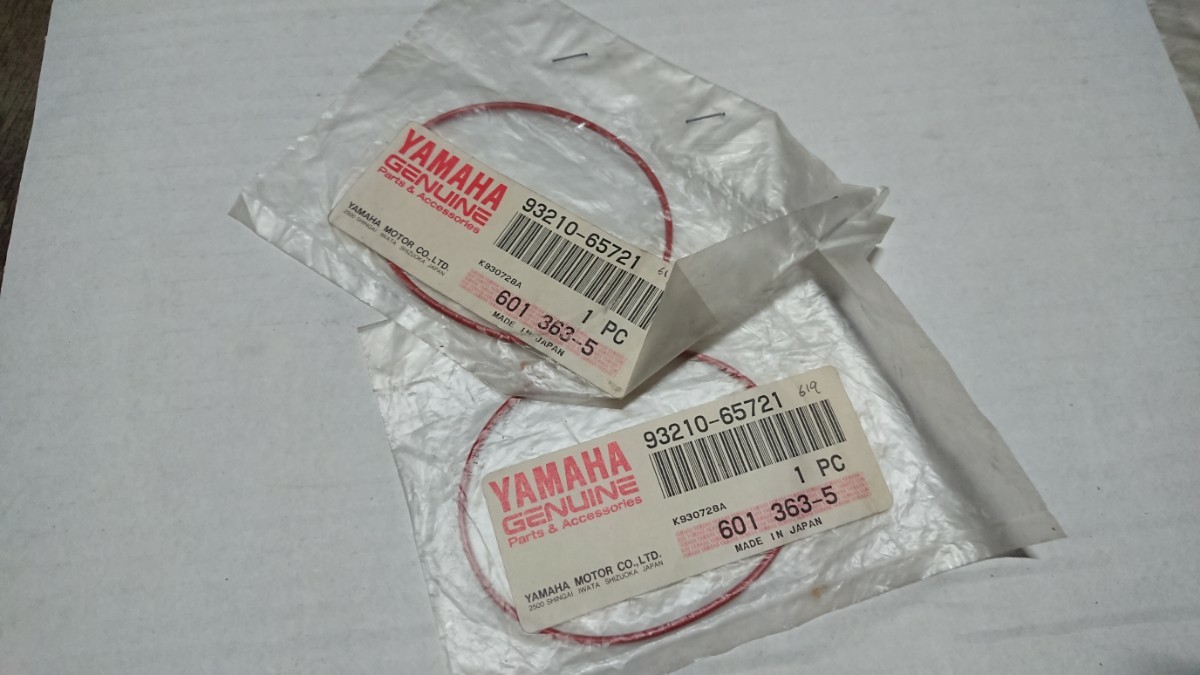 YAMAHA
GENUINE
Parts & Accessories
YAMAHA MOTOR CO.,LTD.
2500 SHINGAI IWATA SHIZUOKA JAPAN
93210-65721
K930728A
1 PC
601 363-5
MADE IN JAPAN
93210-65721
619
YAMAHA
GENUINE
Parts & Accessories
1 PC
K930728A
601 363-5
MADE IN JAPAN
YAMAHA MOTOR CO.,LTD.
2500 SHINGAI IWATA SHIZUOKA JAPAN